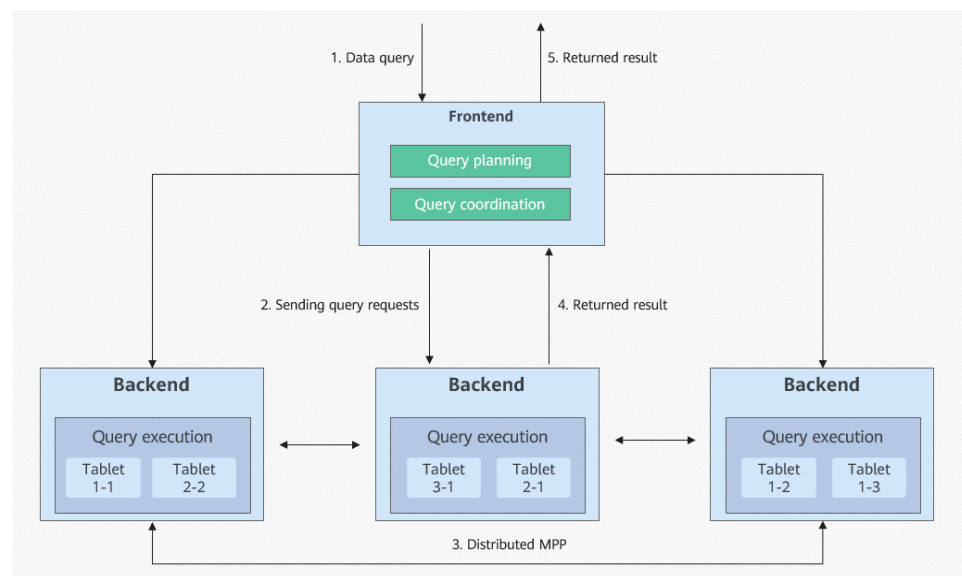 1. Data query
5. Returned result
Frontend
Query planning
Query coordination
2. Sending query requests
4. Returned result
Backend
Query execution
Tablet
1-1
Tablet
2-2
Backend
Query execution
Tablet
3-1
Tablet
2-1
Backend
Query execution
Tablet
1-2
Tablet
1-3
3. Distributed MPP